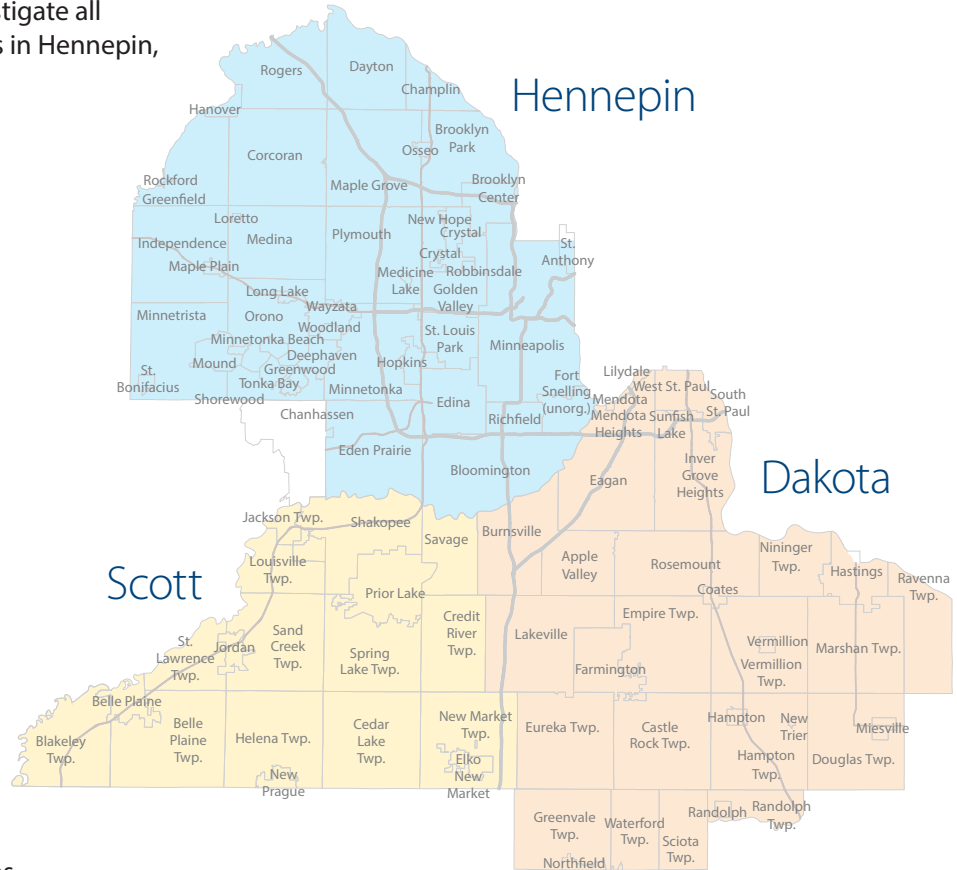 stigate all
s in Hennepin,
Hennepin
Rogers
Dayton
Champlin
Hanover
Brooklyn
Park
Osseo
Corcoran
Rockford
Greenfield
Maple Grove
Brooklyn
Center
Loretto
New Hope
Crystal
Independence
Medina
Plymouth
St.
Anthony
Crystal
Maple Plain
Medicine
Lake
Robbinsdale
Golden
Valley
Long Lake
Wayzata
Minnetrista
Orono
Woodland
St. Louis
Park
Minneapolis
Minnetonka Beach
Deephaven
Mound
Greenwood
Hopkins
St.
Bonifacius
Tonka Bay
Minnetonka
Shorewood
Fort
Snelling
(unorg.)
Edina
Richfield
Chanhassen
Eden Prairie
Bloomington
Lilydale
West St. Paul
South
St. Paul
Mendota
Mendota
Heights
Sunfish
Lake
Inver
Grove
Heights
Eagan
Dakota
Jackson Twp.
Shakopee
Savage
Burnsville
Scott
Louisville
Twp.
Prior Lake
Apple
Valley
Rosemount
Nininger
Twp.
Hastings
Ravenna
Twp.
Coates
Credit
River
Twp.
Lakeville
Empire Twp.
Sand
Creek
Twp.
St.
Lawrence
Twp.
Jordan
Spring
Lake Twp.
Farmington
Vermillion
Vermillion
Twp.
Marshan Twp.
Belle Plaine
Blakeley
Twp.
Belle
Plaine
Twp.
Helena Twp.
Cedar
Lake
Twp.
New Market
Twp.
Elko
New
Market
New
Prague
Eureka Twp.
Castle
Rock Twp.
Hampton
New
Trier
Miesville
Hampton
Twp.
Douglas Twp.
Greenvale
Twp.
Waterford
Twp.
Sciota
Twp.
Randolph
Randolph
Twp.
Northfield